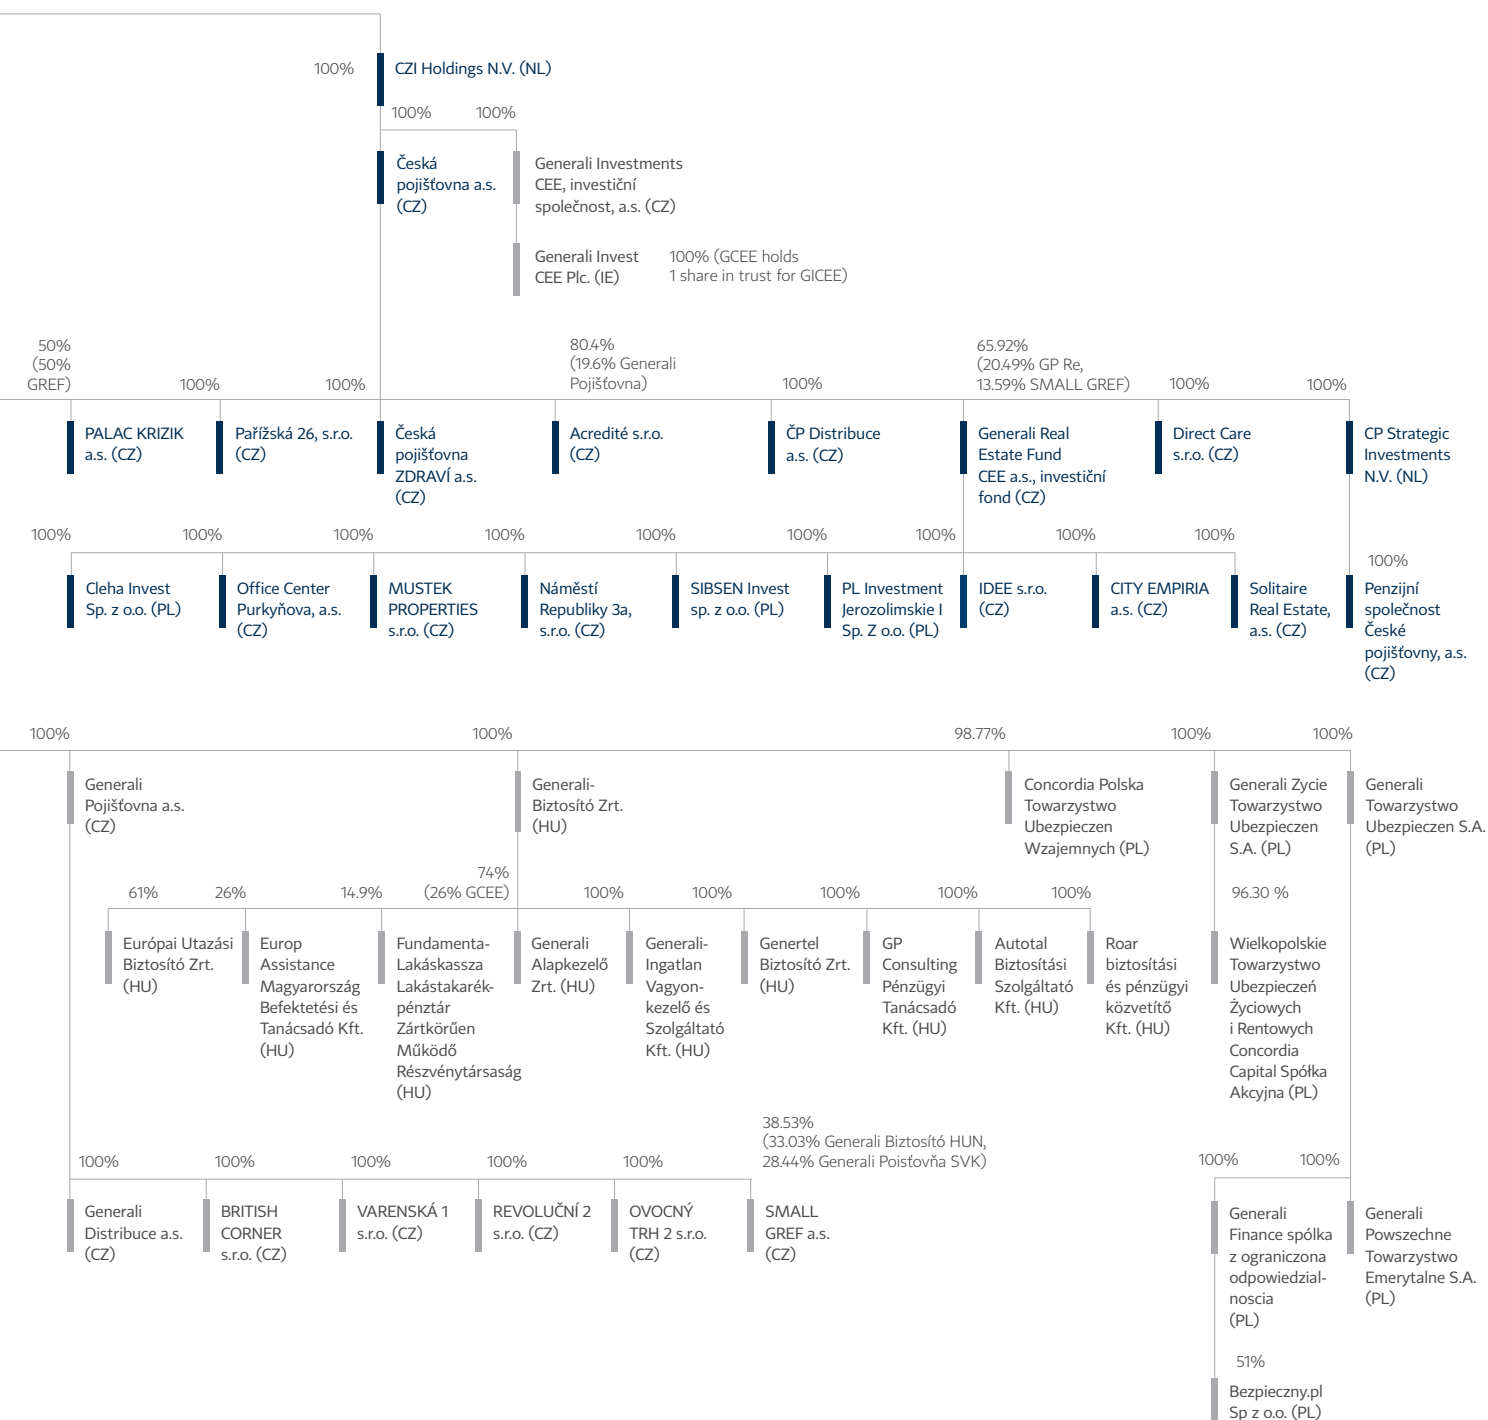 100%
CZI Holdings N.V. (NL)
100%
100%
Česká
pojišťovna a.s.
(CZ)
Generali Investments
CEE, investiční
společnost, a.s. (CZ)
Generali Invest
CEE Plc. (IE)
100% (GCEE holds
1 share in trust for GICEE)
50%
(50%
GREF)
100%
100%
80.4%
(19.6% Generali
Pojišťovna)
100%
65.92%
(20.49% GP Re,
13.59% SMALL GREF)
100%
100%
PALAC KRIZIK
a.s. (CZ)
Pařížská 26, s.r.o.
(CZ)
Česká
pojišťovna
ZDRAVÍ a.s.
(CZ)
Acredité s.r.o.
(CZ)
ČP Distribuce
a.s. (CZ)
Generali Real
Estate Fund
CEE a.s., investiční
fond (CZ)
Direct Care
s.r.o. (CZ)
CP Strategic
Investments
N.V. (NL)
100%
100%
100%
100%
100%
100%
100%
100%
100%
100%
Cleha Invest
Sp. z o.o. (PL)
Office Center
Purkyňova, a.s.
(CZ)
MUSTEK
PROPERTIES
s.r.o. (CZ)
Náměstí
Republiky 3a,
s.r.o. (CZ)
SIBSEN Invest
sp. z o.o. (PL)
PL Investment
Jerozolimskie I
Sp. Z o.o. (PL)
IDEE s.r.o.
(CZ)
CITY EMPIRIA
a.s. (CZ)
Solitaire
Real Estate,
a.s. (CZ)
Penzijní
společnost
České
pojišťovny, a.s.
(CZ)
100%
100%
98.77%
100%
100%
Generali
Pojišťovna a.s.
(CZ)
Generali-
Biztosító Zrt.
(HU)
Concordia Polska
Towarzystwo
Ubezpieczen
Wzajemnych (PL)
Generali Zycie
Towarzystwo
Ubezpieczen
S.A. (PL)
Generali
Towarzystwo
Ubezpieczen S.A.
(PL)
61%
26%
14.9%
74%
(26% GCEE)
100%
100%
100%
100%
100%
96.30 %
Európai Utazási
Biztosító Zrt.
(HU)
Europ
Assistance
Magyarország
Befektetési és
Tanácsadó Kft.
(HU)
Fundamenta-
Lakáskassza
Lakástakarék-
pénztár
Zártkörűen
Működő
Részvénytársaság
(HU)
Generali
Alapkezelő
Zrt. (HU)
Generali-
Ingatlan
Vagyon-
kezelő és
Szolgáltató
Kft. (HU)
Genertel
Biztosító Zrt.
(HU)
GP
Consulting
Pénzügyi
Tanácsadó
Kft. (HU)
Autotal
Biztosítási
Szolgáltató
Kft. (HU)
Roar
biztosítási
és pénzügyi
közvetítő
Kft. (HU)
Wielkopolskie
Towarzystwo
Ubezpieczeń
Życiowych
i Rentowych
Concordia
Capital Spółka
Akcyjna (PL)
100%
100%
100%
100%
100%
38.53%
(33.03% Generali Biztosító HUN,
28.44% Generali Poisťovňa SVK)
100%
100%
Generali
Distribuce a.s.
(CZ)
BRITISH
CORNER
s.r.o. (CZ)
VARENSKÁ 1
s.r.o. (CZ)
REVOLUČNÍ 2
s.r.o. (CZ)
OVOCNÝ
TRH 2 s.r.o.
(CZ)
SMALL
GREF a.s.
(CZ)
Generali
Finance spólka
z ograniczona
odpowiedzial-
noscia
(PL)
Generali
Powszechne
Towarzystwo
Emerytalne S.A.
(PL)
51%
Bezpieczny.pl
Sp z o.o. (PL)